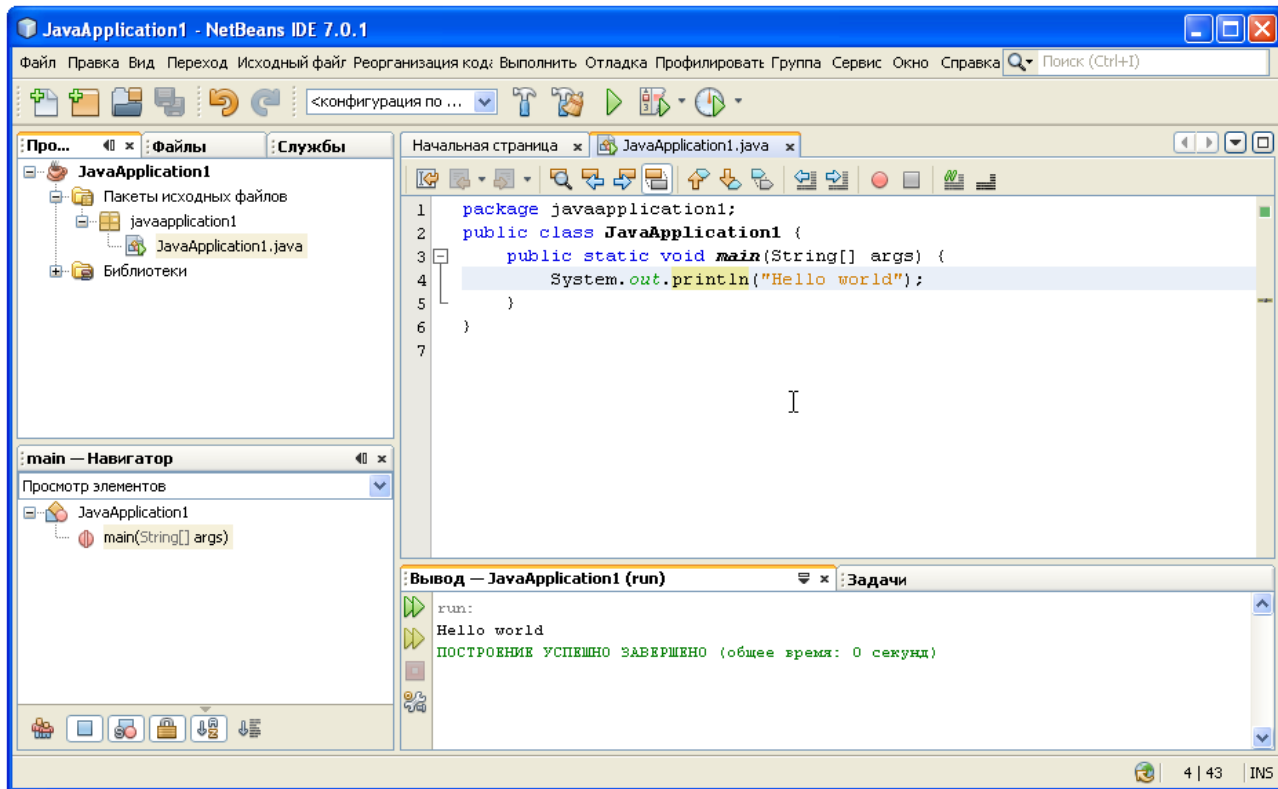 JavaApplication1 - NetBeans IDE 7.0.1
Файл Правка Вид Переход Исходный файл Реорганизация кода Выполнить Отладка Профилировать Группа Сервис Окно Справка Поиск (Ctrl+I)
<конфигурация по ...
Про... Файлы Службы
JavaApplication1
Пакеты исходных файлов
javaapplication1
JavaApplication1.java
Библиотеки
main — Навигатор
Просмотр элементов
JavaApplication1
main(String[] args)
Начальная страница JavaApplication1.java
1 package javaapplication1;
2 public class JavaApplication1 {
3 public static void main(String[] args) {
4 System.out.println("Hello world");
5 }
6 }
7
Вывод — JavaApplication1 (run) Задачи
run:
Hello world
ПОСТРОЕНИЕ УСПЕШНО ЗАВЕРШЕНО (общее время: 0 секунд)
4 | 43 INS